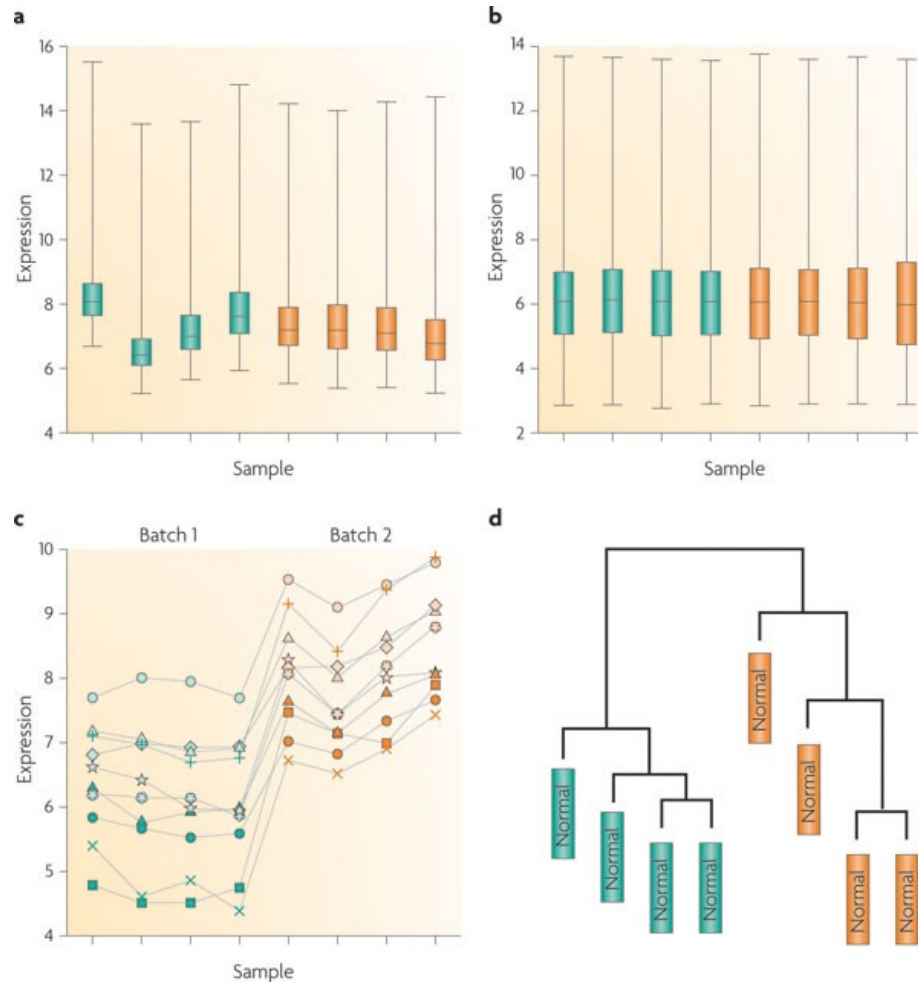 a
16
14
12
10
8
6
4
Expression
Sample
b
14
12
10
8
6
4
2
Expression
Sample
c
Batch 1
Batch 2
10
9
8
7
6
5
4
Expression
Sample
d
Normal
Normal
Normal
Normal
Normal
Normal
Normal
Normal